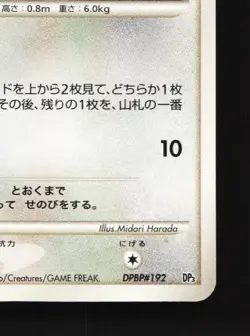 高さ：0.8m　重さ：6.0kg
ドを上から2枚見て、どちらか1枚
その後、残りの1枚を、山札の一番
10
とおくまで
って　せのびをする。
Illus.Midori Harada
抗力　にげる
/Creatures/GAME FREAK.　DPBP#192　DP3